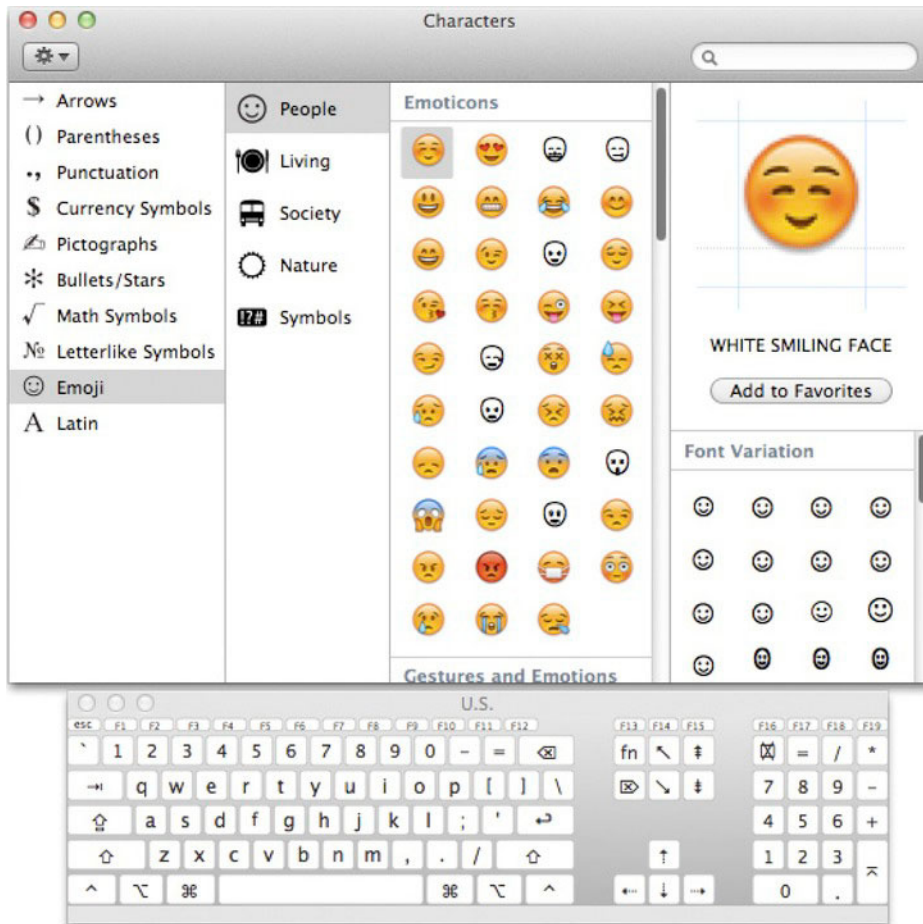 Characters
→ Arrows
() Parentheses
•, Punctuation
$ Currency Symbols
Pictographs
Bullets/Stars
√ Math Symbols
№ Letterlike Symbols
Emoji
A Latin
People
Living
Society
Nature
!?# Symbols
Emoticons
Gestures and Emotions
WHITE SMILING FACE
Add to Favorites
Font Variation
U.S.
esc F1 F2 F3 F4 F5 F6 F7 F8 F9 F10 F11 F12 F13 F14 F15 F16 F17 F18 F19
` 1 2 3 4 5 6 7 8 9 0 - = ⌫ fn ↖ ⇞ = / *
⇥ q w e r t y u i o p [ ] \ ⌦ ↘ ⇟ 7 8 9 -
⇪ a s d f g h j k l ; ' ↩ 4 5 6 +
⇧ z x c v b n m , . / ⇧ ⇡ 1 2 3 ⌅
^ ⌥ ⌘ ⌘ ⌥ ^ ⇠ ⇣ ⇢ 0 .